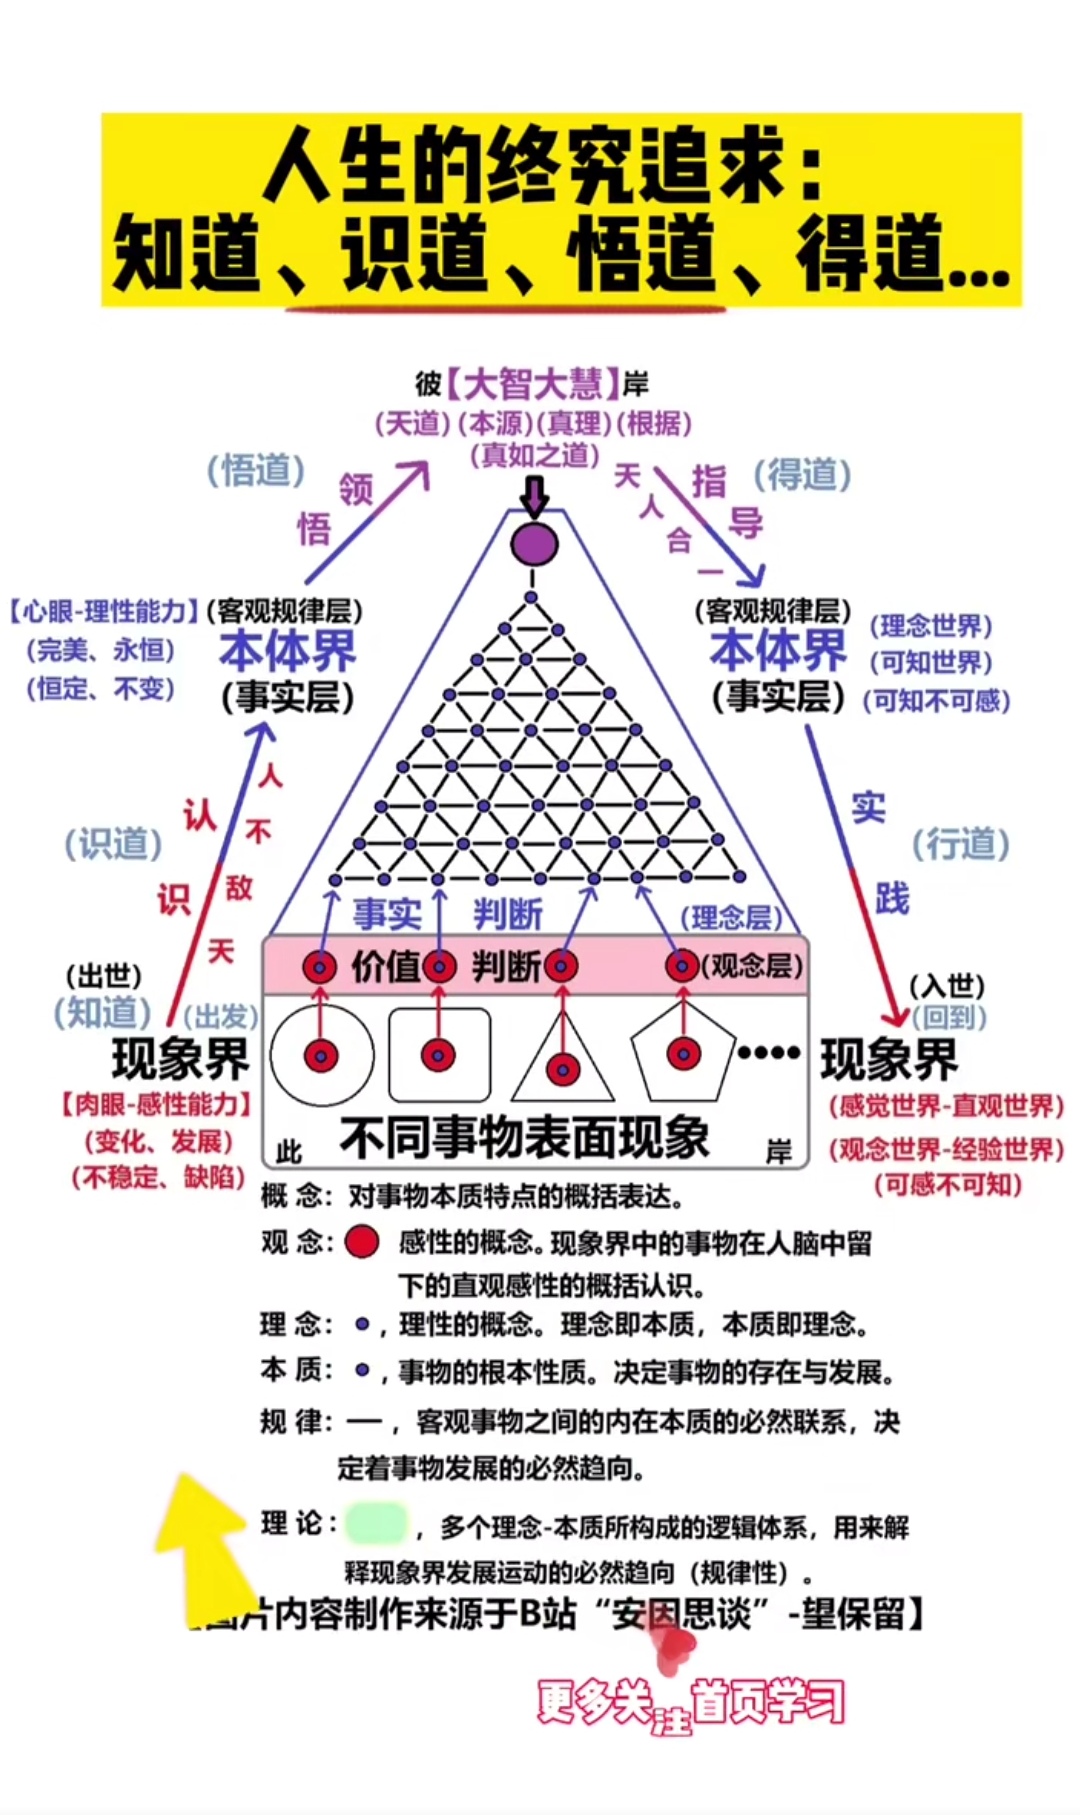 人生的终究追求：
知道、识道、悟道、得道...
彼【大智大慧】岸
(天道)(本源)(真理)(根据)
(真如之道)
(悟道)
领
悟
天
人
合
一
指
导
(得道)
【心眼-理性能力】(客观规律层)
(完美、永恒)
本体界
(恒定、不变)
(事实层)
(客观规律层)
(理念世界)
本体界
(可知世界)
(事实层)
(可知不可感)
人
不
敌
天
认
识
(识道)
实
践
(行道)
事实 判断 (理念层)
价值 判断 (观念层)
(出世)
(知道) (出发)
现象界
【肉眼-感性能力】
(变化、发展)
(不稳定、缺陷)
(入世)
(回到)
现象界
(感觉世界-直观世界)
(观念世界-经验世界)
(可感不可知)
此 不同事物表面现象 岸
概 念：对事物本质特点的概括表达。
观 念： 感性的概念。现象界中的事物在人脑中留
下的直观感性的概括认识。
理 念： ，理性的概念。理念即本质，本质即理念。
本 质： ，事物的根本性质。决定事物的存在与发展。
规 律：— ，客观事物之间的内在本质的必然联系，决
定着事物发展的必然趋向。
理 论： ，多个理念-本质所构成的逻辑体系，用来解
释现象界发展运动的必然趋向（规律性）。
片内容制作来源于B站“安因思谈”-望保留】
更多关注首页学习